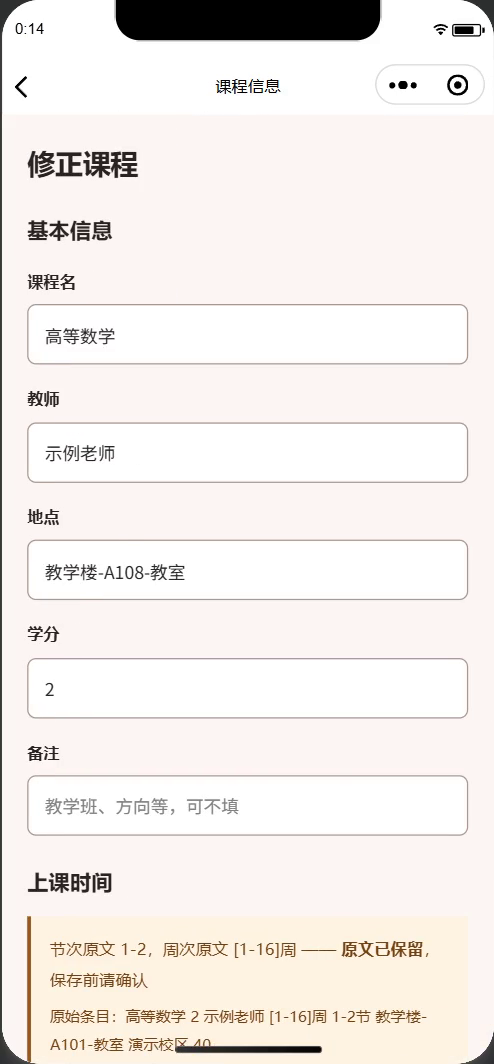 0:14
课程信息
修正课程
基本信息
课程名
高等数学
教师
示例老师
地点
教学楼-A108-教室
学分
2
备注
教学班、方向等，可不填
上课时间
节次原文 1-2，周次原文 [1-16]周 —— 原文已保留，
保存前请确认
原始条目：高等数学 2 示例老师 [1-16]周 1-2节 教学楼-
A101-教室 演示校区 40